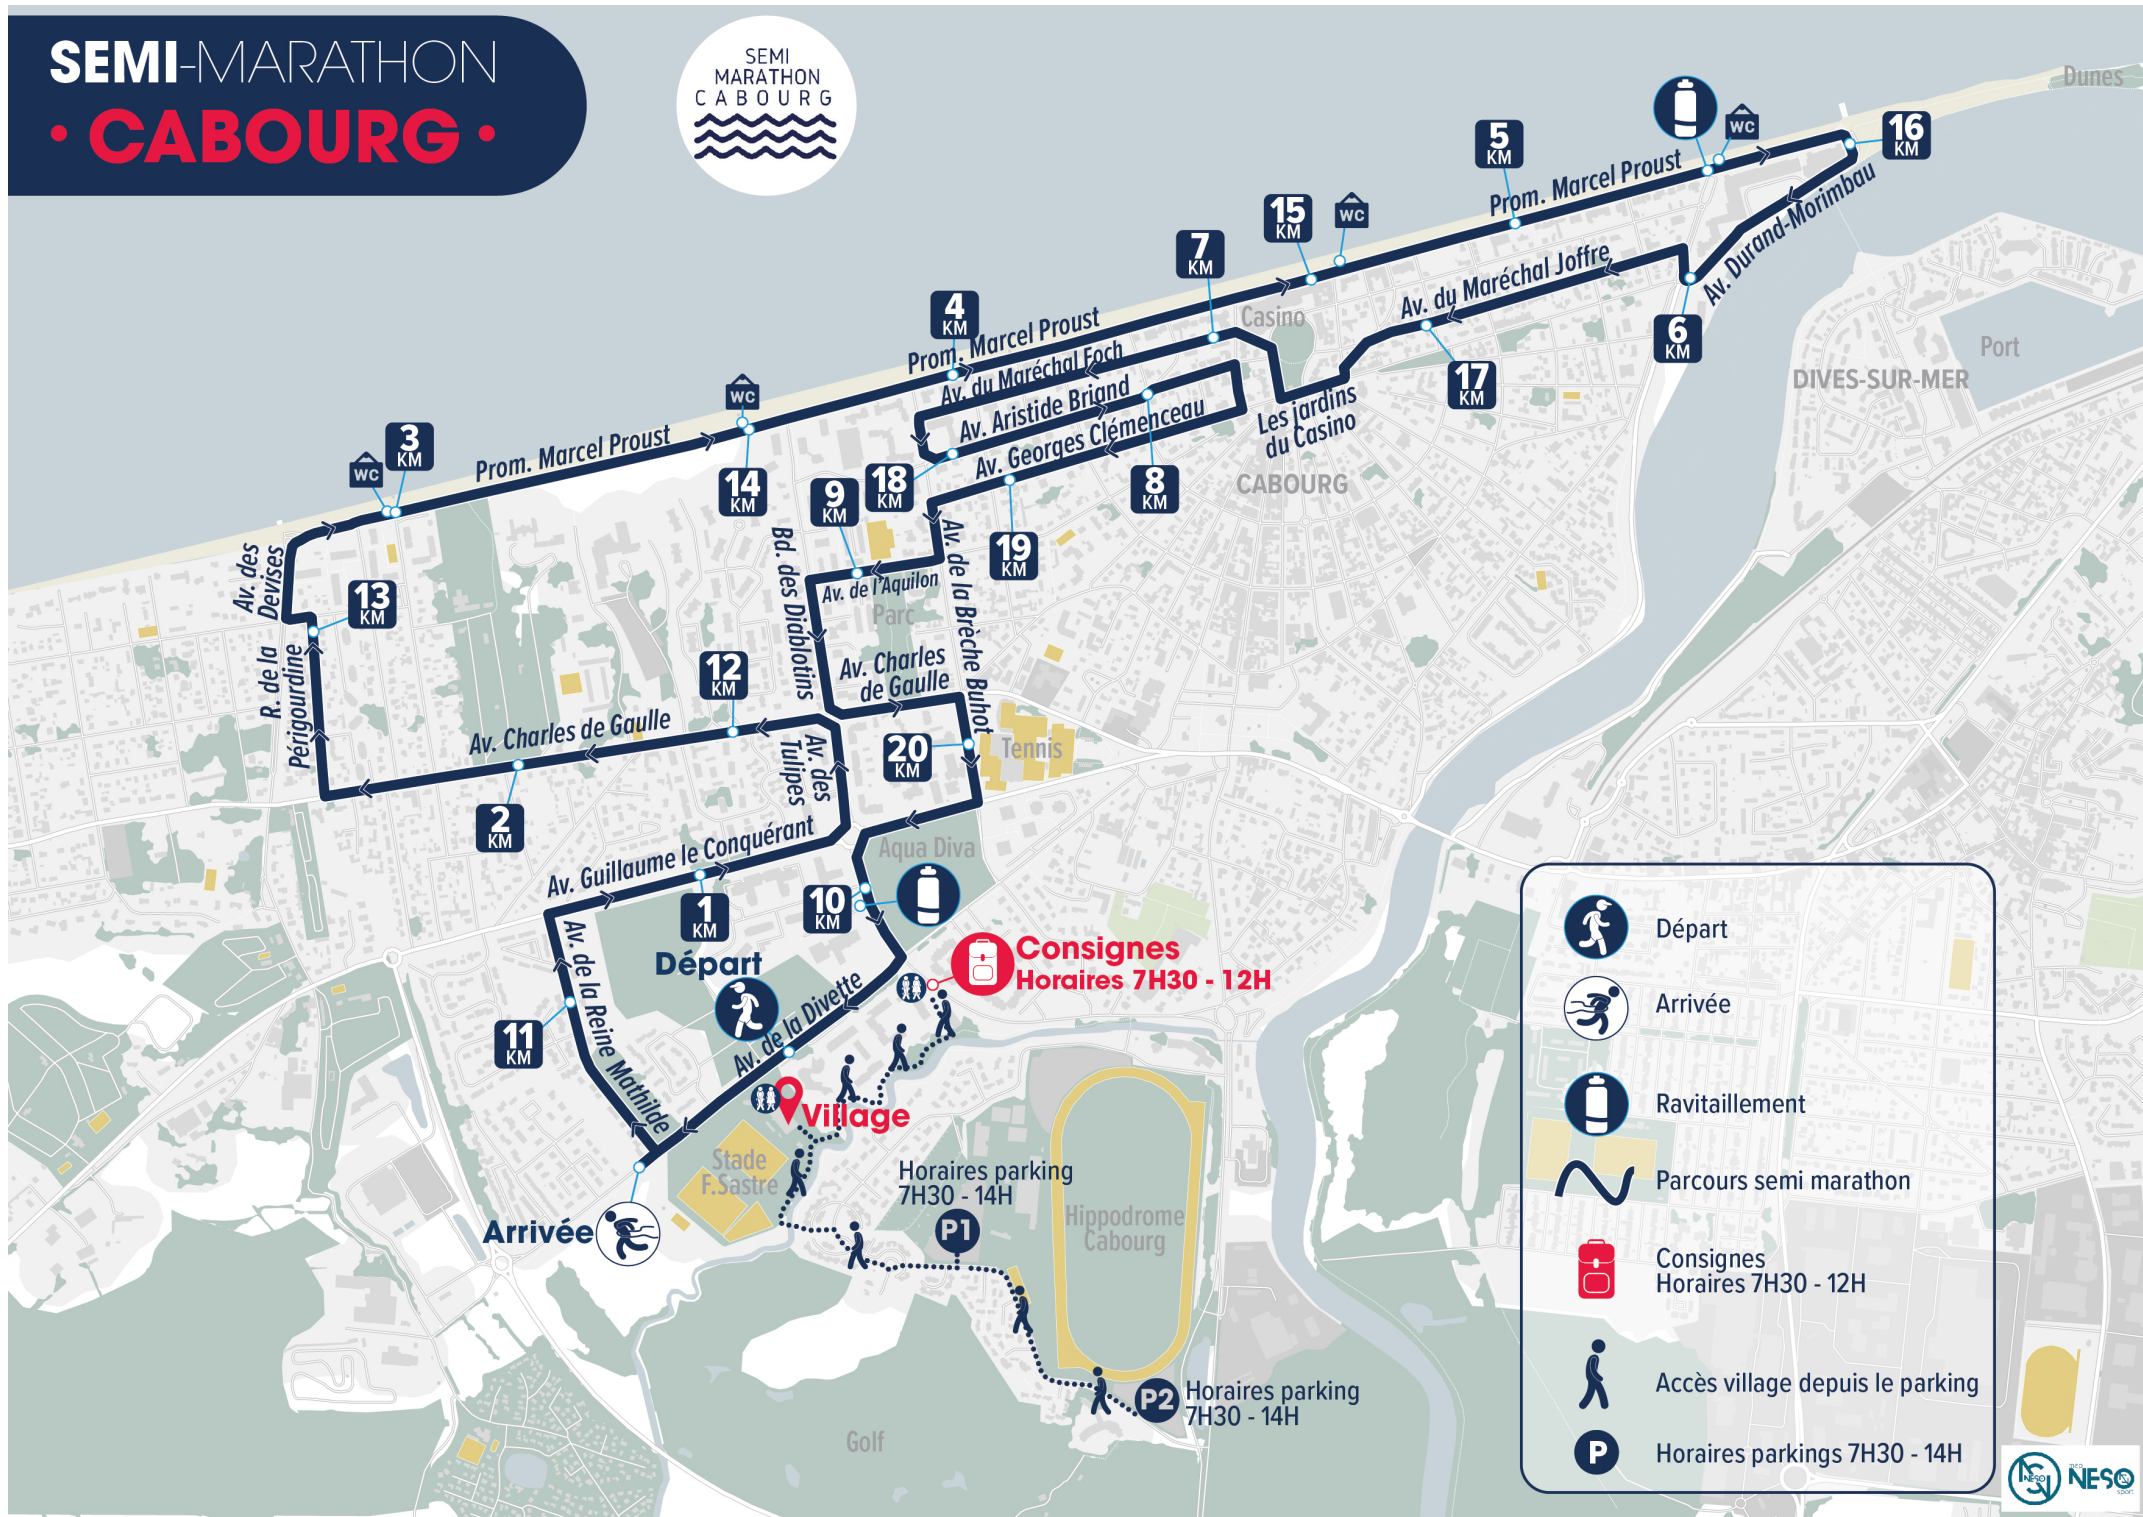 SEMI-MARATHON
• CABOURG •
SEMI
MARATHON
CABOURG
Dunes
WC
16
KM
5
KM
Prom. Marcel Proust
Av. Durand-Morimbau
15
KM
WC
7
KM
Av. du Maréchal Joffre
6
KM
Casino
4
KM
Prom. Marcel Proust
Av. du Maréchal Foch
Av. Aristide Briand
Av. Georges Clémenceau
Les jardins
du Casino
17
KM
Port
DIVES-SUR-MER
WC
3
KM
WC
Prom. Marcel Proust
14
KM
9
KM
18
KM
8
KM
CABOURG
19
KM
Av. des
Devises
13
KM
Bd. des Diablotins
Av. de l'Aquilon
Parc
Av. de la Brèche Buhot
R. de la
Périgourdine
12
KM
Av. Charles
de Gaulle
Av. Charles de Gaulle
Av. des
Tulipes
20
KM
Tennis
2
KM
Av. Guillaume le Conquérant
Aqua Diva
1
KM
10
KM
Départ
Consignes
Horaires 7H30 - 12H
Av. de la Reine Mathilde
Av. de la Divette
11
KM
Village
Stade
F.Sastre
Arrivée
Horaires parking
7H30 - 14H
P1
Hippodrome
Cabourg
P2
Horaires parking
7H30 - 14H
Golf
Départ
Arrivée
Ravitaillement
Parcours semi marathon
Consignes
Horaires 7H30 - 12H
Accès village depuis le parking
P
Horaires parkings 7H30 - 14H
NESO
NESO
sport